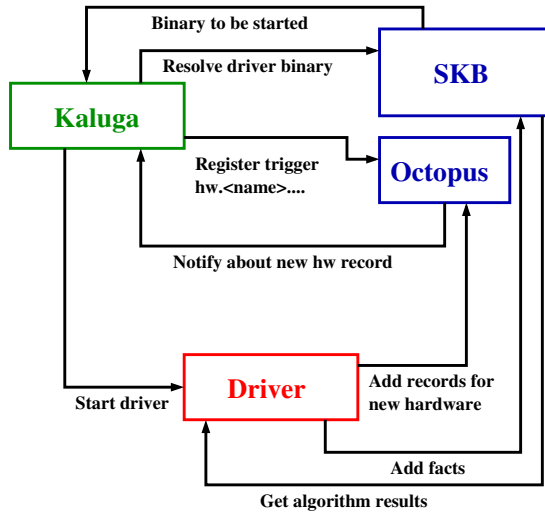 Binary to be started
Resolve driver binary
SKB
Kaluga
Register trigger
hw.<name>....
Octopus
Notify about new hw record
Driver
Add records for
new hardware
Start driver
Add facts
Get algorithm results